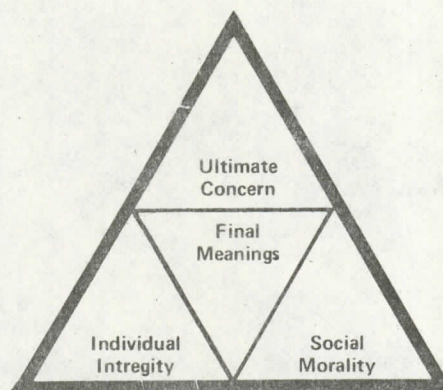 Ultimate
Concern
Final
Meanings
Individual
Intregity
Social
Morality